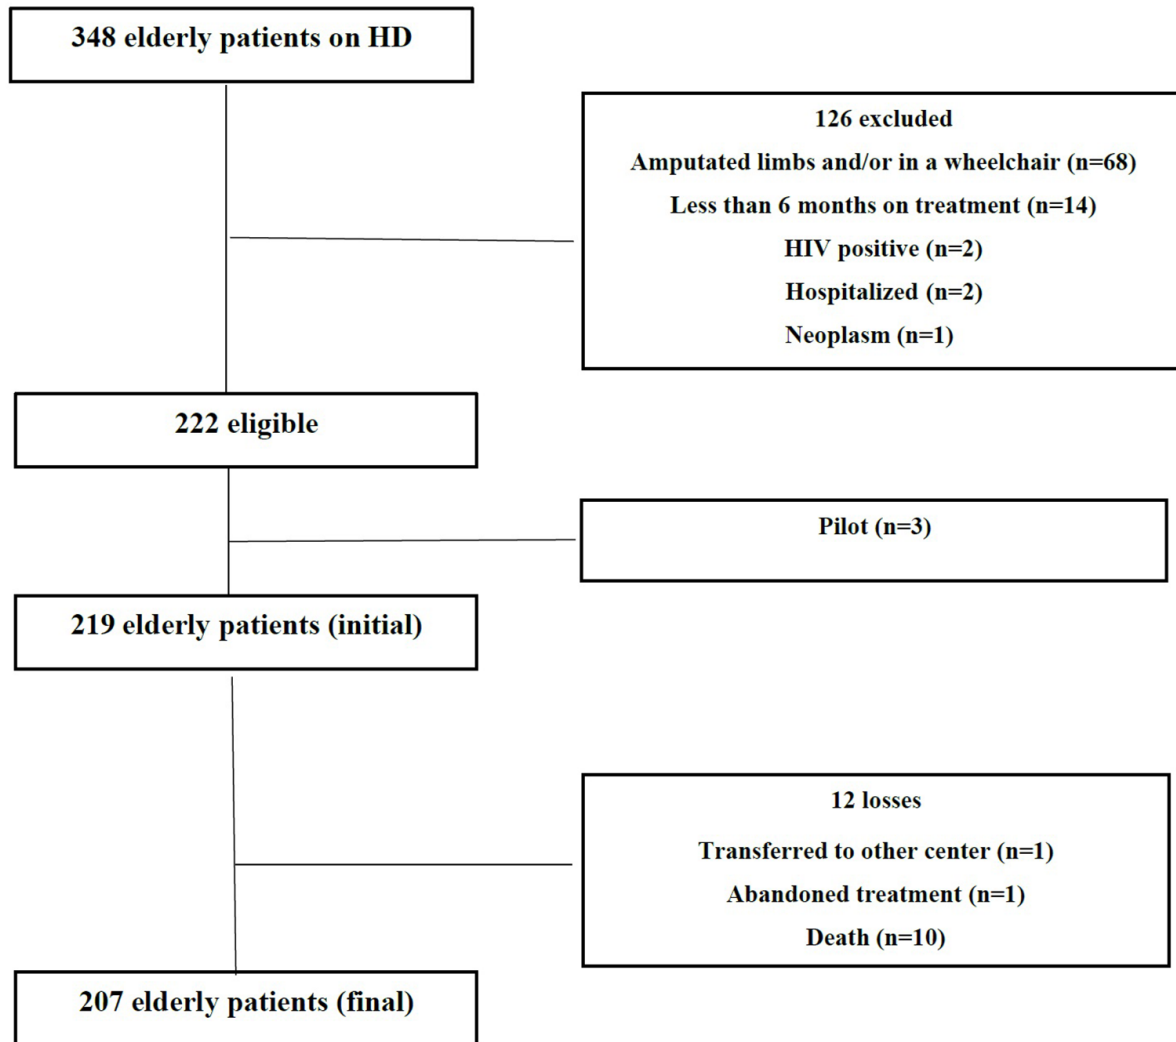 348 elderly patients on HD
126 excluded
Amputated limbs and/or in a wheelchair (n=68)
Less than 6 months on treatment (n=14)
HIV positive (n=2)
Hospitalized (n=2)
Neoplasm (n=1)
222 eligible
Pilot (n=3)
219 elderly patients (initial)
12 losses
Transferred to other center (n=1)
Abandoned treatment (n=1)
Death (n=10)
207 elderly patients (final)